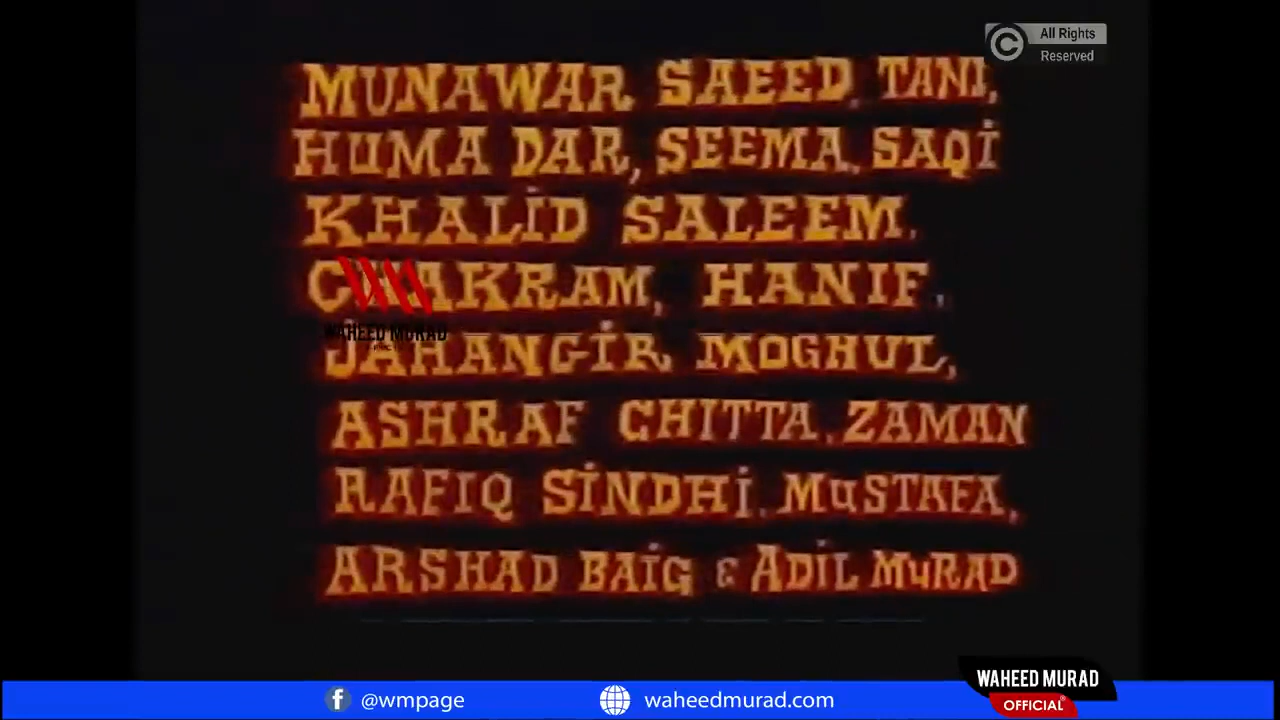 All Rights
Reserved
MUNAWAR SAEED, TANI,
HUMA DAR, SEEMA, SAQI
KHALID SALEEM,
CHAKRAM, HANIF,
WAHEED MURAD
JAHANGIR MOGHUL,
ASHRAF CHITTA, ZAMAN
RAFIQ SINDHI, MUSTAFA,
ARSHAD BAIG & ADIL MURAD
WAHEED MURAD
OFFICIAL
@wmpage
waheedmurad.com